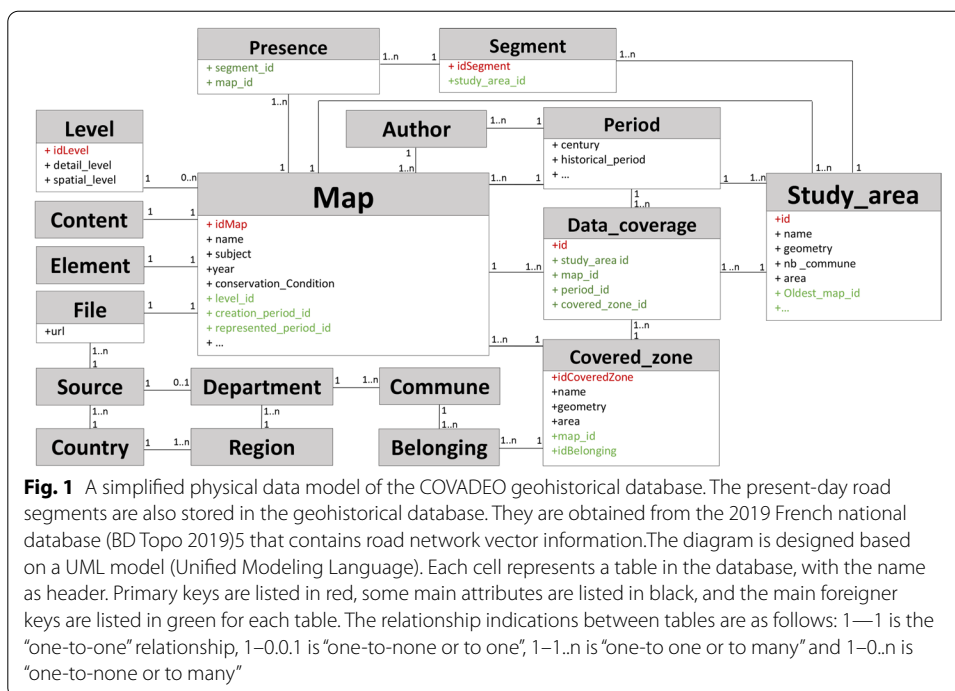 Presence
+ segment_id
+ map_id
1..n
1
Segment
+ idSegment
+study_area_id
1..n
1..n
Level
+ idLevel
+ detail_level
+ spatial_level
Author
1..n
1
Period
+ century
+ historical_period
+ ...
1
1..n
1
1
1..n
1
0..n
1..n
1
1
1..n
1..n
1
Map
+ idMap
+ name
+ subject
+year
+ conservation_Condition
+ level_id
+ creation_period_id
+ represented_period_id
+ ...
Study_area
+id
+ name
+ geometry
+ nb _commune
+ area
+ Oldest_map_id
+...
Content
1
1
1
1..n
Data_coverage
+id
+ study_area id
+ map_id
+ period_id
+ covered_zone_id
Element
1
1
1
1..n
1 ..n
1
File
+url
1
1
1..n
1
1..n
1
1..n
1
Covered_zone
+idCoveredZone
+name
+geometry
+area
+map_id
+idBelonging
Source
1
0..1
Department
1
1..n
Commune
1..n
1
1..n
1
1
1..n
Country
1
1..n
Region
Belonging
1..n
1
Fig. 1 A simplified physical data model of the COVADEO geohistorical database. The present-day road
segments are also stored in the geohistorical database. They are obtained from the 2019 French national
database (BD Topo 2019)5 that contains road network vector information.The diagram is designed based
on a UML model (Unified Modeling Language). Each cell represents a table in the database, with the name
as header. Primary keys are listed in red, some main attributes are listed in black, and the main foreigner
keys are listed in green for each table. The relationship indications between tables are as follows: 1—1 is the
“one-to-one” relationship, 1–0.0.1 is “one-to-none or to one”, 1–1..n is “one-to one or to many” and 1–0..n is
“one-to-none or to many”